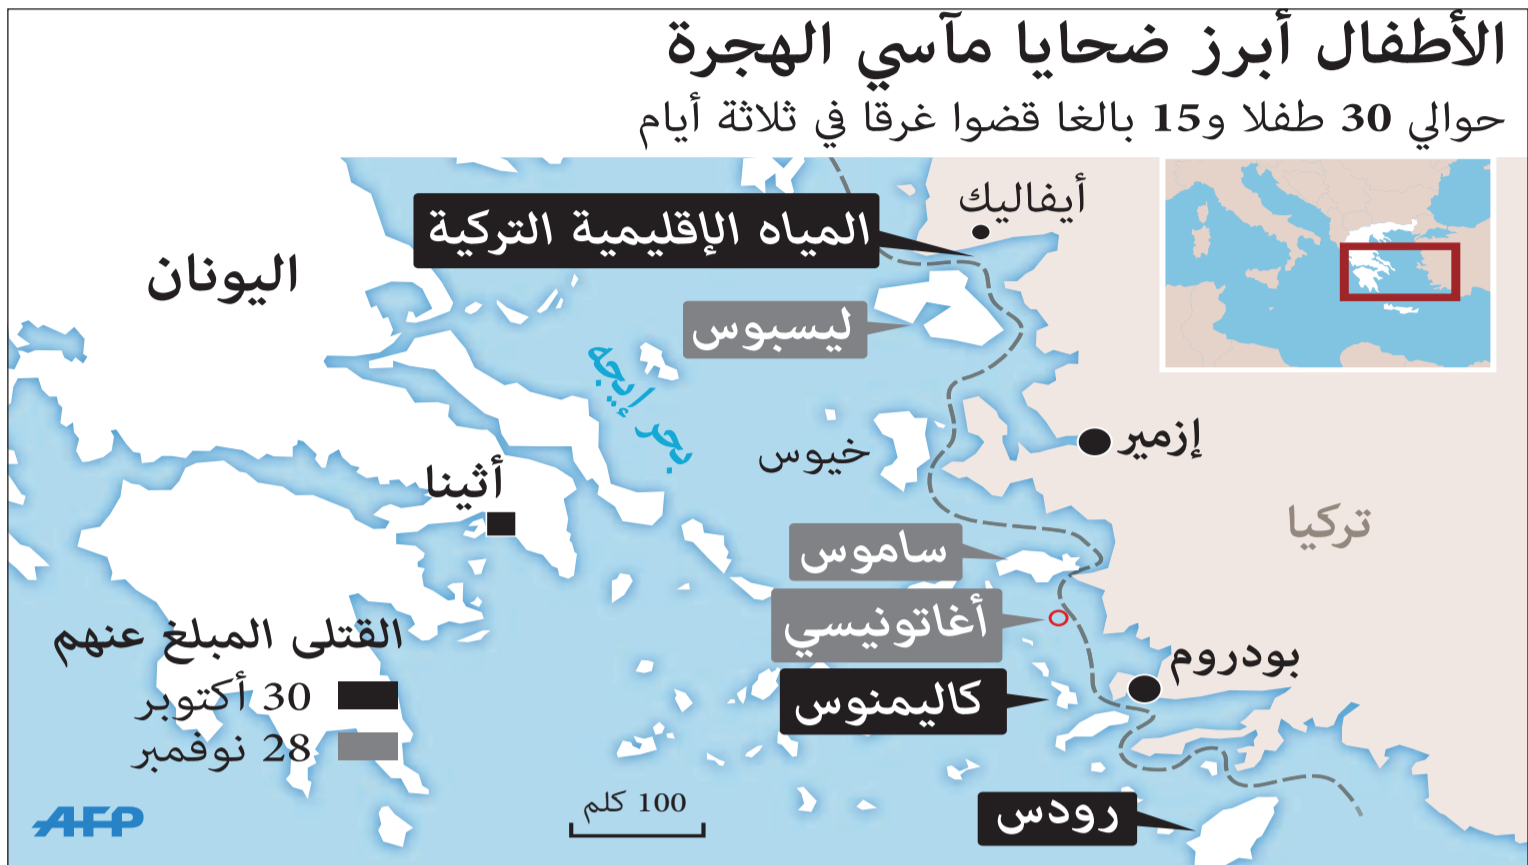 الأطفال أبرز ضحايا مآسي الهجرة
حوالي 30 طفلا و15 بالغا قضوا غرقا في ثلاثة أيام
أيفاليك
المياه الإقليمية التركية
اليونان
ليسبوس
بحر إيجه
إزمير
خيوس
أثينا
تركيا
ساموس
أغاتونيسي
القتلى المبلغ عنهم
بودروم
30 أكتوبر
كاليمنوس
28 نوفمبر
100 كلم
رودس
AFP